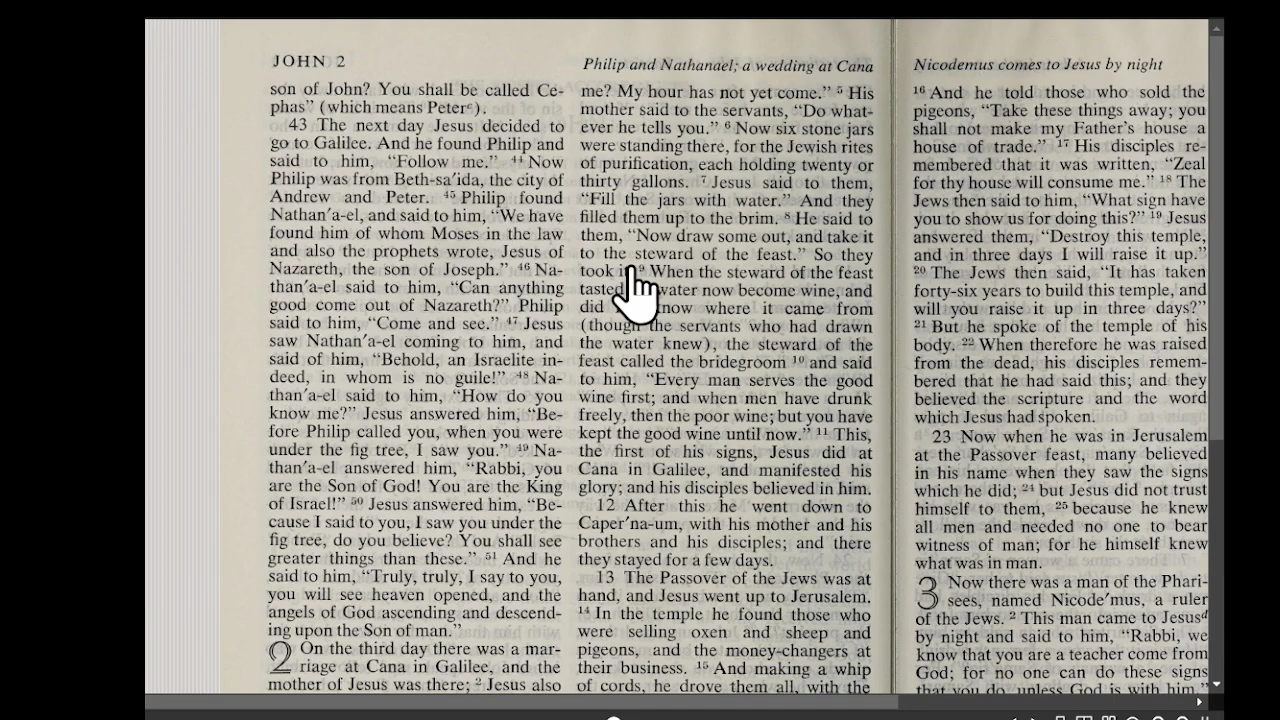 JOHN 2
Philip and Nathanael; a wedding at Cana
Nicodemus comes to Jesus by night
son of John? You shall be called Ce-
phas” (which means Peterᶜ).
43 The next day Jesus decided to
go to Galilee. And he found Philip and
said to him, “Follow me.” ⁴⁴ Now
Philip was from Beth-sa′ida, the city of
Andrew and Peter. ⁴⁵ Philip found
Nathan′a-el, and said to him, “We have
found him of whom Moses in the law
and also the prophets wrote, Jesus of
Nazareth, the son of Joseph.” ⁴⁶ Na-
than′a-el said to him, “Can anything
good come out of Nazareth?” Philip
said to him, “Come and see.” ⁴⁷ Jesus
saw Nathan′a-el coming to him, and
said of him, “Behold, an Israelite in-
deed, in whom is no guile!” ⁴⁸ Na-
than′a-el said to him, “How do you
know me?” Jesus answered him, “Be-
fore Philip called you, when you were
under the fig tree, I saw you.” ⁴⁹ Na-
than′a-el answered him, “Rabbi, you
are the Son of God! You are the King
of Israel!” ⁵⁰ Jesus answered him, “Be-
cause I said to you, I saw you under the
fig tree, do you believe? You shall see
greater things than these.” ⁵¹ And he
said to him, “Truly, truly, I say to you,
you will see heaven opened, and the
angels of God ascending and descend-
ing upon the Son of man.”
2 On the third day there was a mar-
riage at Cana in Galilee, and the
mother of Jesus was there; ² Jesus also
me? My hour has not yet come.” ⁵ His
mother said to the servants, “Do what-
ever he tells you.” ⁶ Now six stone jars
were standing there, for the Jewish rites
of purification, each holding twenty or
thirty gallons. ⁷ Jesus said to them,
“Fill the jars with water.” And they
filled them up to the brim. ⁸ He said to
them, “Now draw some out, and take it
to the steward of the feast.” So they
took ⁹ When the steward of the feast
tasted water now become wine, and
did know where it came from
(though the servants who had drawn
the water knew), the steward of the
feast called the bridegroom ¹⁰ and said
to him, “Every man serves the good
wine first; and when men have drunk
freely, then the poor wine; but you have
kept the good wine until now.” ¹¹ This,
the first of his signs, Jesus did at
Cana in Galilee, and manifested his
glory; and his disciples believed in him.
12 After this he went down to
Caper′na-um, with his mother and his
brothers and his disciples; and there
they stayed for a few days.
13 The Passover of the Jews was at
hand, and Jesus went up to Jerusalem.
¹⁴ In the temple he found those who
were selling oxen and sheep and
pigeons, and the money-changers at
their business. ¹⁵ And making a whip
of cords, he drove them all, with the
¹⁶ And he told those who sold the
pigeons, “Take these things away; you
shall not make my Father’s house a
house of trade.” ¹⁷ His disciples re-
membered that it was written, “Zeal
for thy house will consume me.” ¹⁸ The
Jews then said to him, “What sign have
you to show us for doing this?” ¹⁹ Jesus
answered them, “Destroy this temple,
and in three days I will raise it up.”
²⁰ The Jews then said, “It has taken
forty-six years to build this temple, and
will you raise it up in three days?”
²¹ But he spoke of the temple of his
body. ²² When therefore he was raised
from the dead, his disciples remem-
bered that he had said this; and they
believed the scripture and the word
which Jesus had spoken.
23 Now when he was in Jerusalem
at the Passover feast, many believed
in his name when they saw the signs
which he did; ²⁴ but Jesus did not trust
himself to them, ²⁵ because he knew
all men and needed no one to bear
witness of man; for he himself knew
what was in man.
3 Now there was a man of the Phari-
sees, named Nicode′mus, a ruler
of the Jews. ² This man came to Jesusᵈ
by night and said to him, “Rabbi, we
know that you are a teacher come from
God; for no one can do these signs
that you do, unless God is with him.”